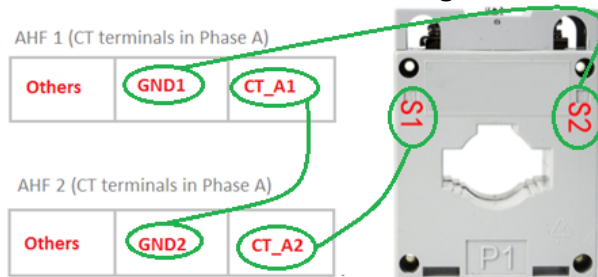 AHF 1 (CT terminals in Phase A)
Others GND1 CT_A1
S1 S2
AHF 2 (CT terminals in Phase A)
Others GND2 CT_A2
P1